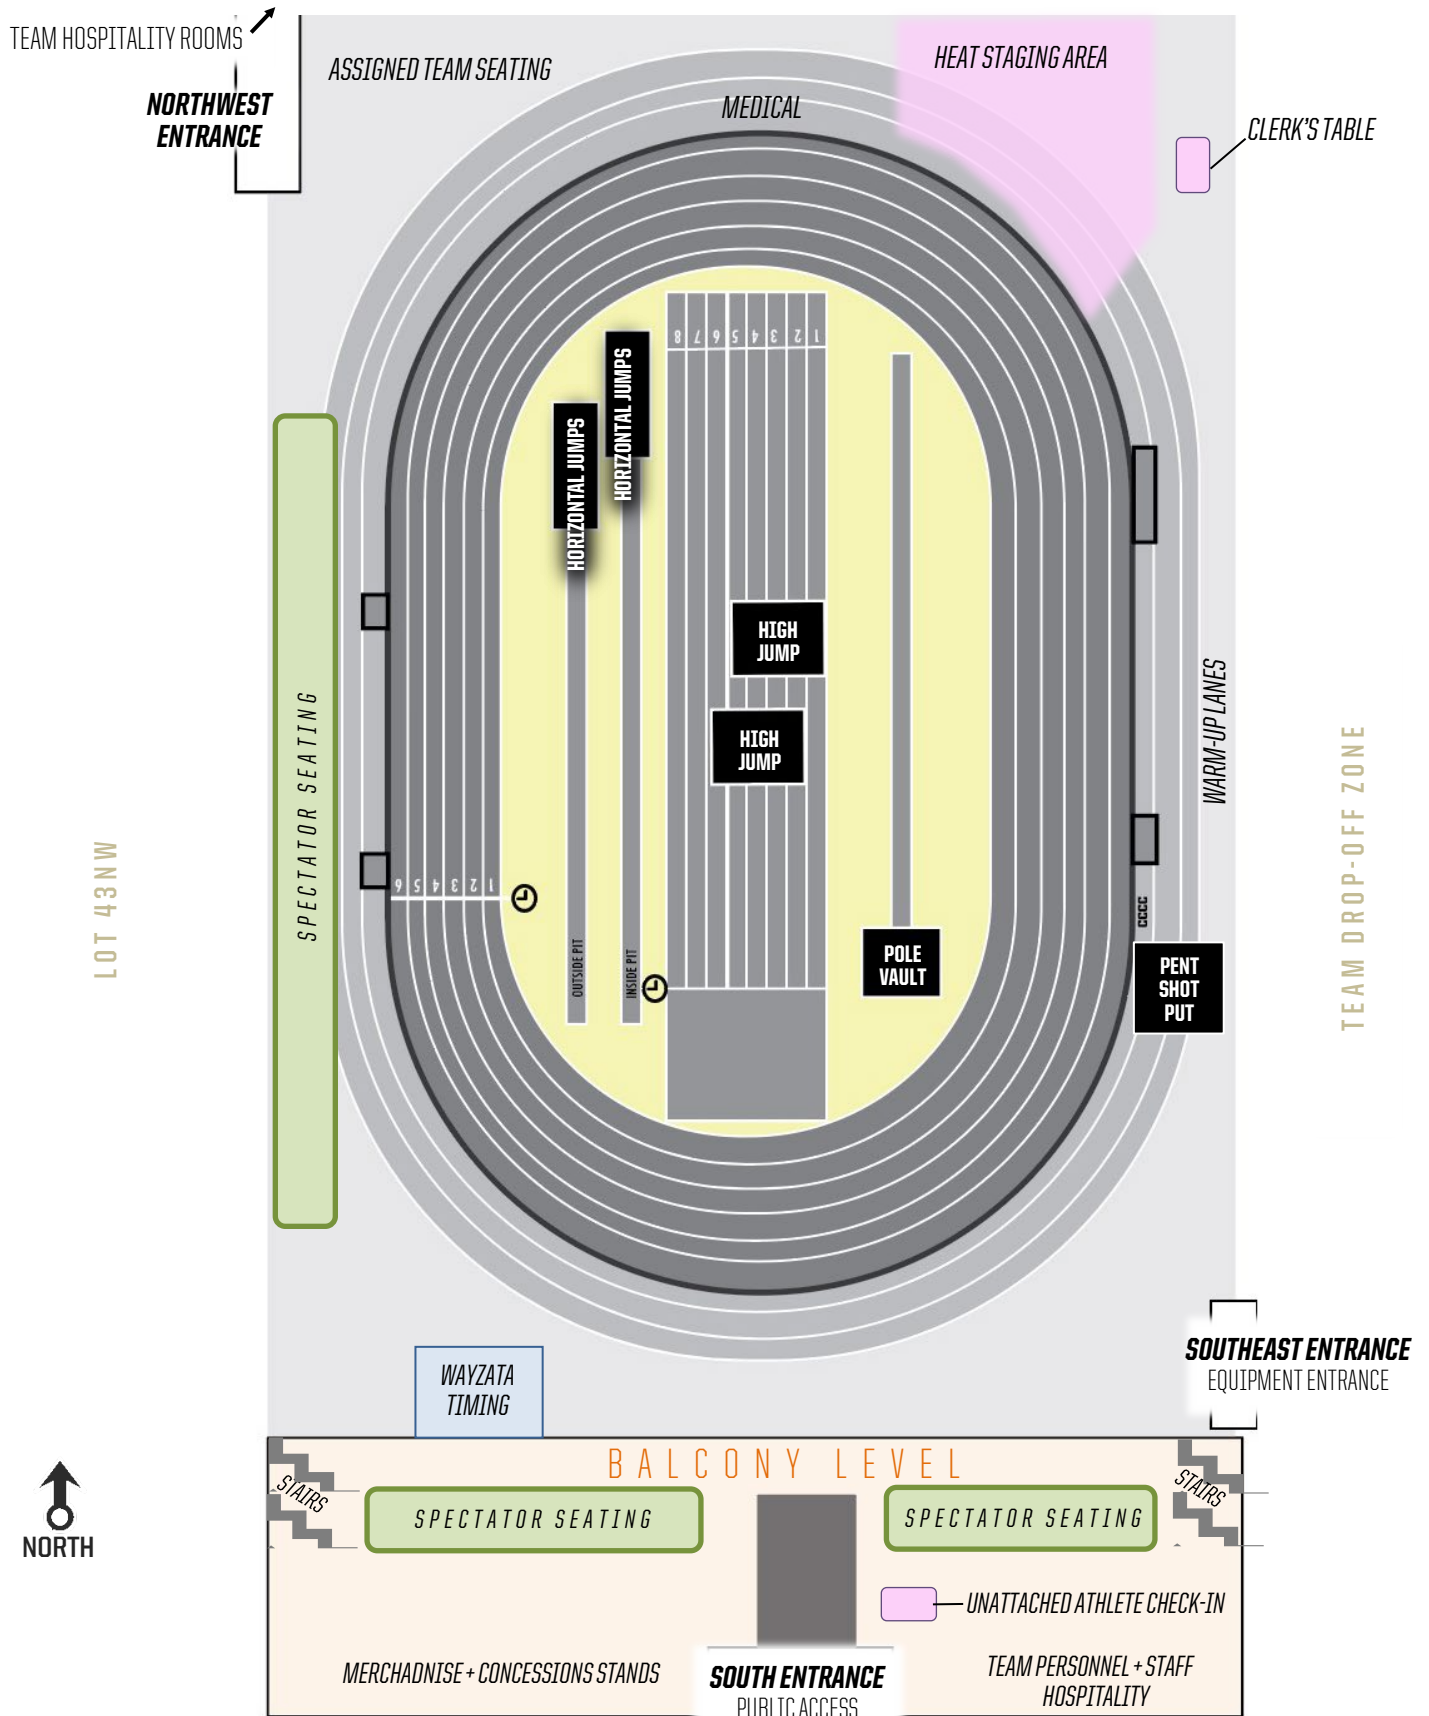 TEAM HOSPITALITY ROOMS
ASSIGNED TEAM SEATING
HEAT STAGING AREA
NORTHWEST
ENTRANCE
MEDICAL
CLERK'S TABLE
8 7 6 5 4 3 2 1
HORIZONTAL JUMPS
HORIZONTAL JUMPS
HIGH
JUMP
HIGH
JUMP
SPECTATOR SEATING
WARM-UP LANES
LOT 43NW
TEAM DROP-OFF ZONE
6 5 4 3 2 1
OUTSIDE PIT
INSIDE PIT
POLE
VAULT
CCCC
PENT
SHOT
PUT
SOUTHEAST ENTRANCE
EQUIPMENT ENTRANCE
WAYZATA
TIMING
BALCONY LEVEL
STAIRS
SPECTATOR SEATING
SPECTATOR SEATING
STAIRS
NORTH
UNATTACHED ATHLETE CHECK-IN
MERCHADNISE + CONCESSIONS STANDS
SOUTH ENTRANCE
PUBLIC ACCESS
TEAM PERSONNEL + STAFF
HOSPITALITY